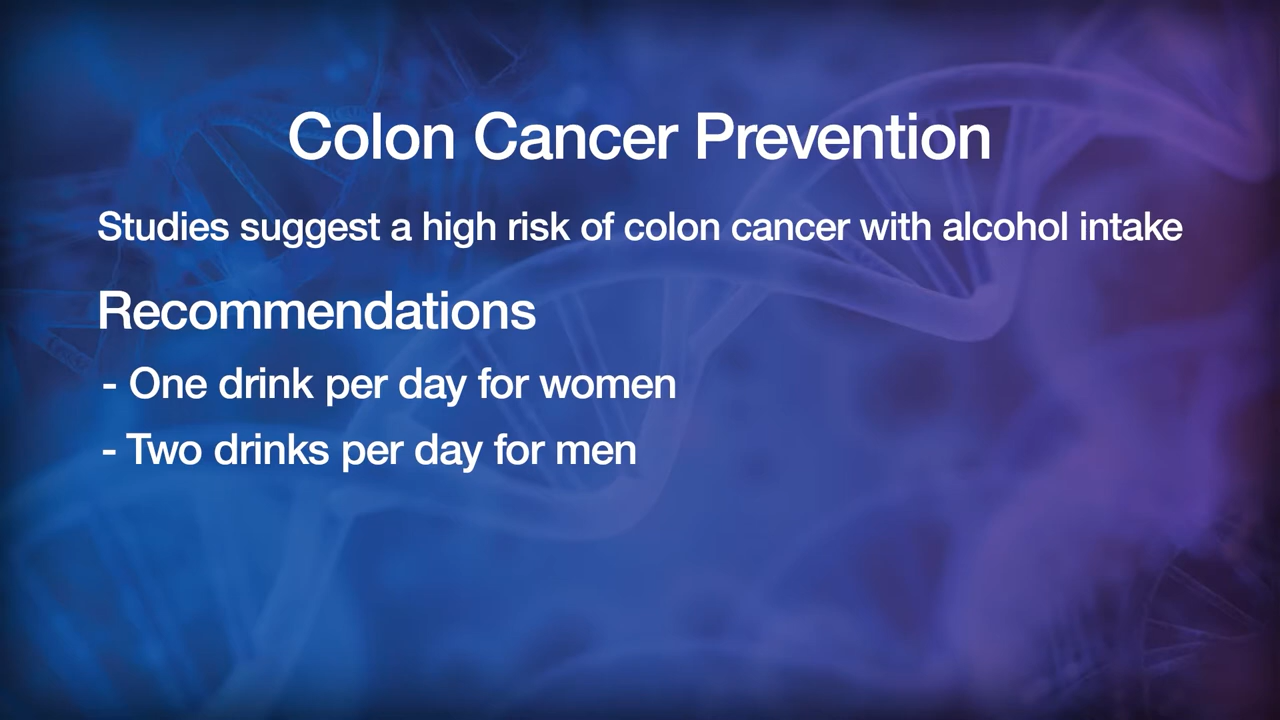 Colon Cancer Prevention
Studies suggest a high risk of colon cancer with alcohol intake
Recommendations
- One drink per day for women
- Two drinks per day for men